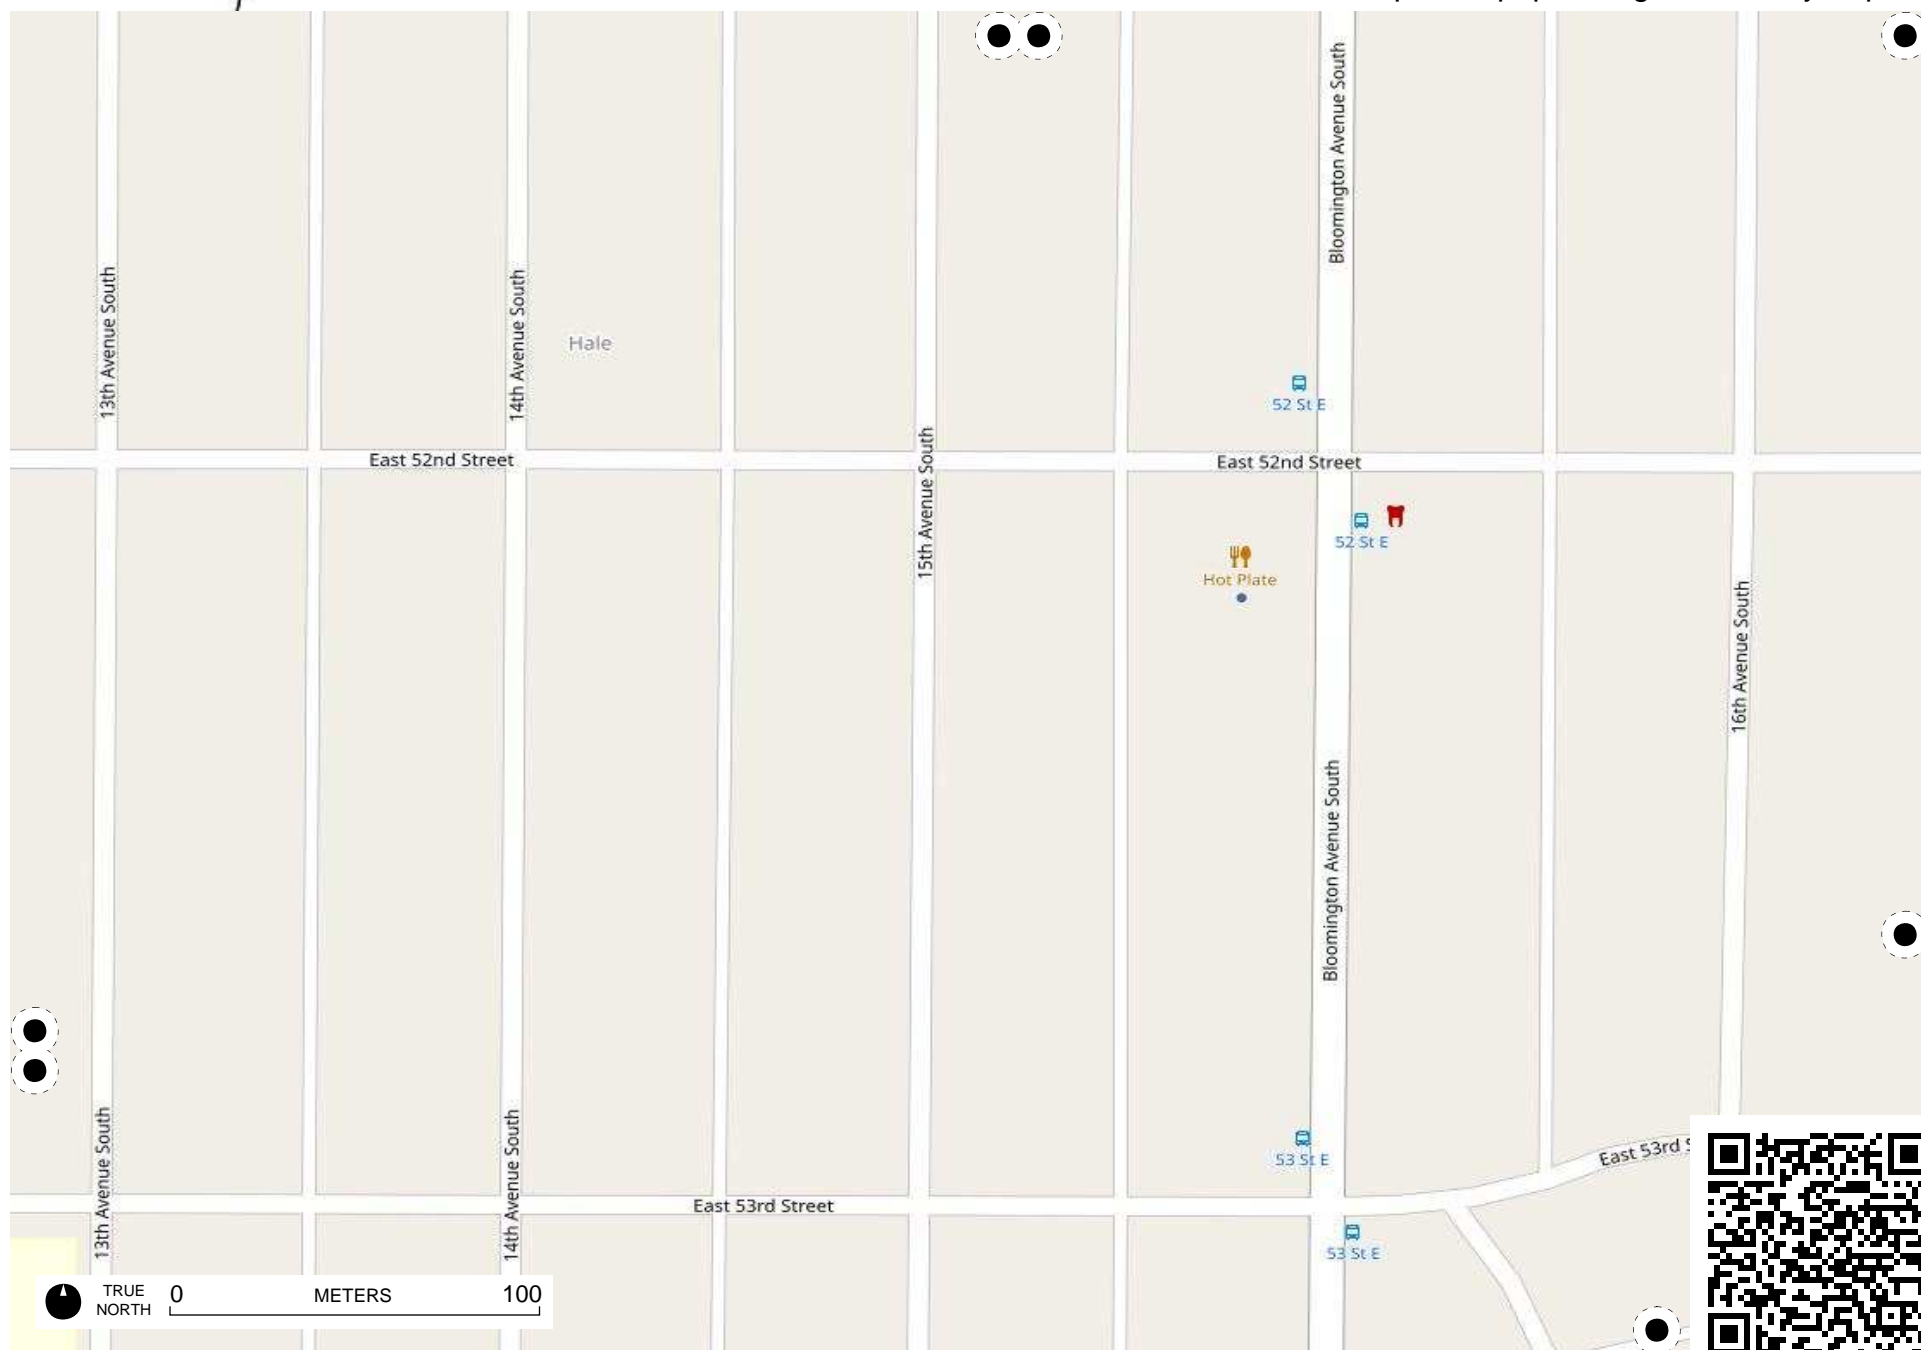 Bloomington Avenue South
13th Avenue South
14th Avenue South
Hale
52 St E
15th Avenue South
East 52nd Street
East 52nd Street
52 St E
Hot Plate
16th Avenue South
Bloomington Avenue South
13th Avenue South
14th Avenue South
53 St E
East 53rd
East 53rd Street
53 St E
TRUE
NORTH
0 METERS 100